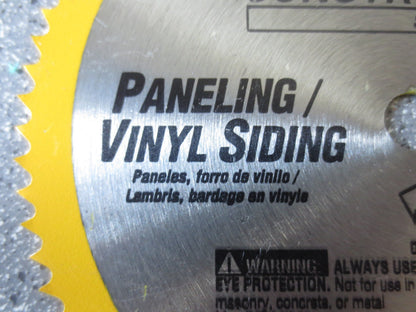 PANELING /
VINYL SIDING
Paneles, forro de vinilo /
Lambris, bardage en vinyle
WARNING ALWAYS USE
EYE PROTECTION. Not for use in
masonry, concrete, or metal